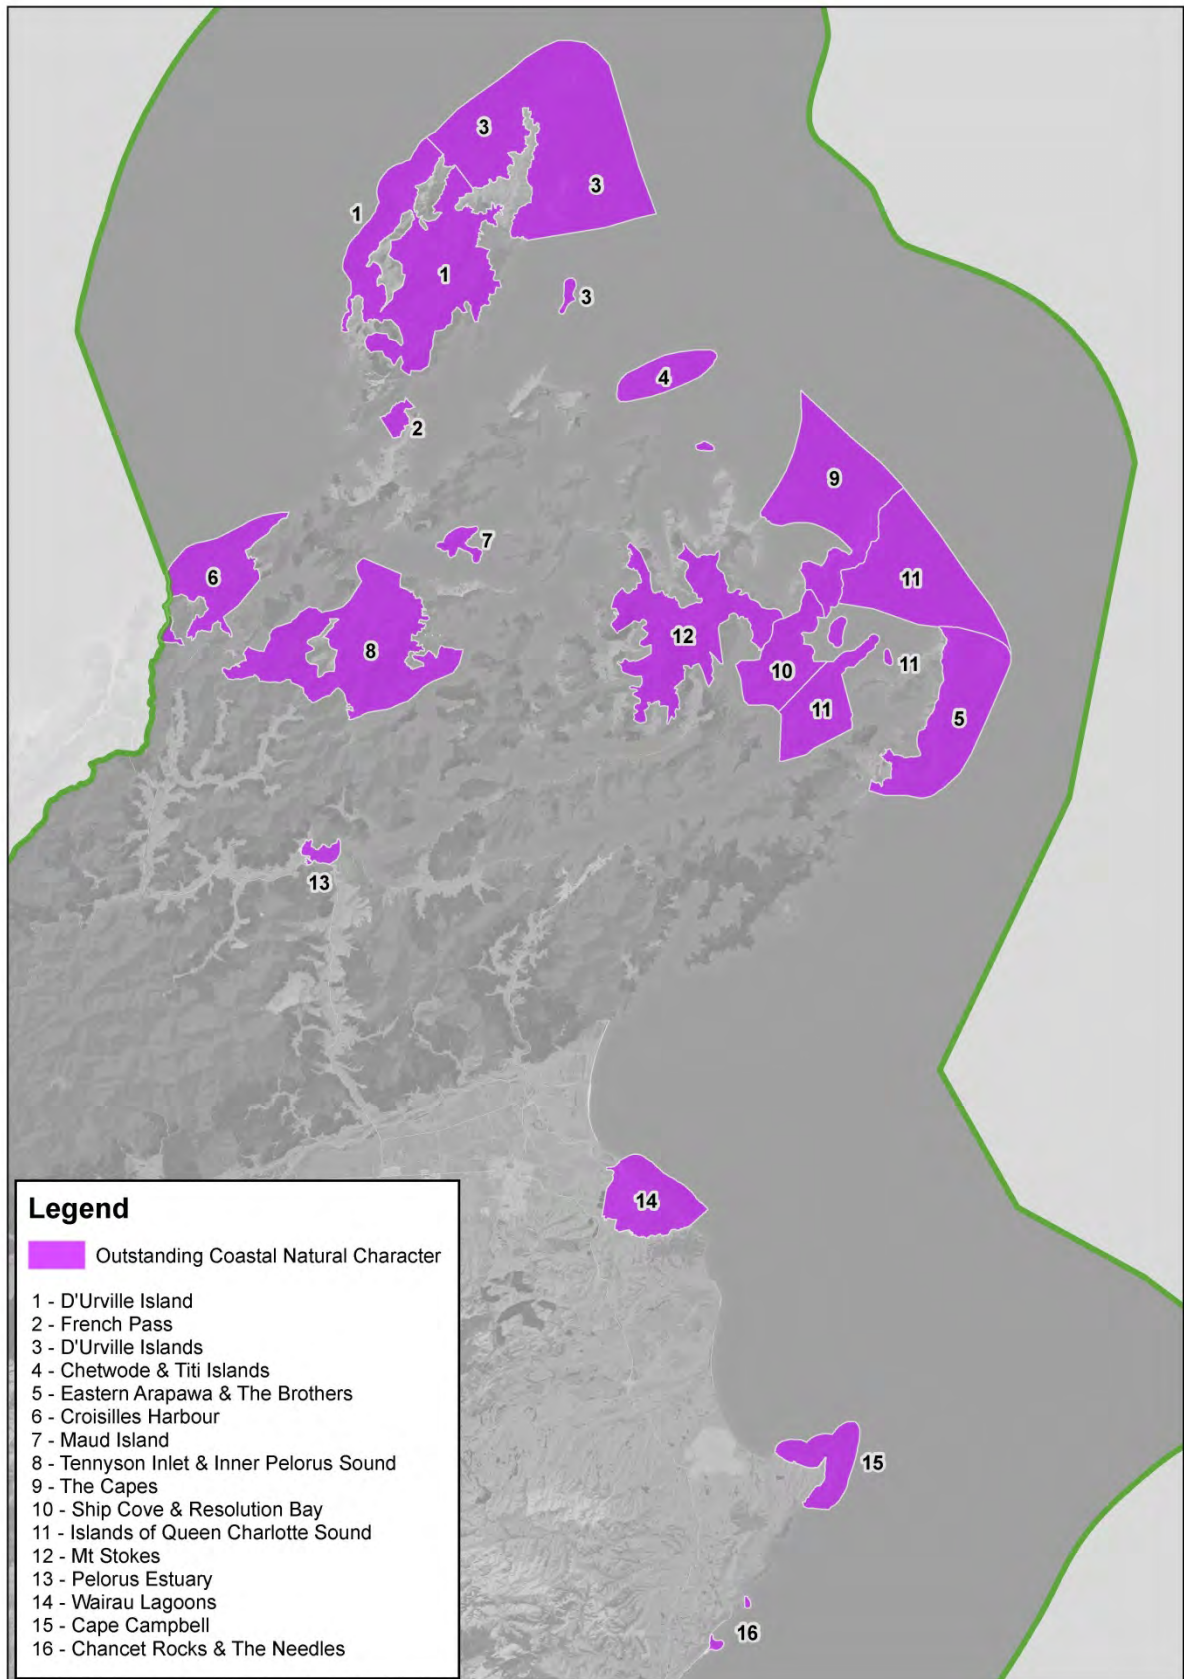 3
3
1
1
3
4
2
9
7
6
11
12
8
10
11
11
5
13
14
Legend
Outstanding Coastal Natural Character
1 - D'Urville Island
2 - French Pass
3 - D'Urville Islands
4 - Chetwode & Titi Islands
5 - Eastern Arapawa & The Brothers
6 - Croisilles Harbour
7 - Maud Island
8 - Tennyson Inlet & Inner Pelorus Sound
9 - The Capes
10 - Ship Cove & Resolution Bay
11 - Islands of Queen Charlotte Sound
12 - Mt Stokes
13 - Pelorus Estuary
14 - Wairau Lagoons
15 - Cape Campbell
16 - Chancet Rocks & The Needles
15
16